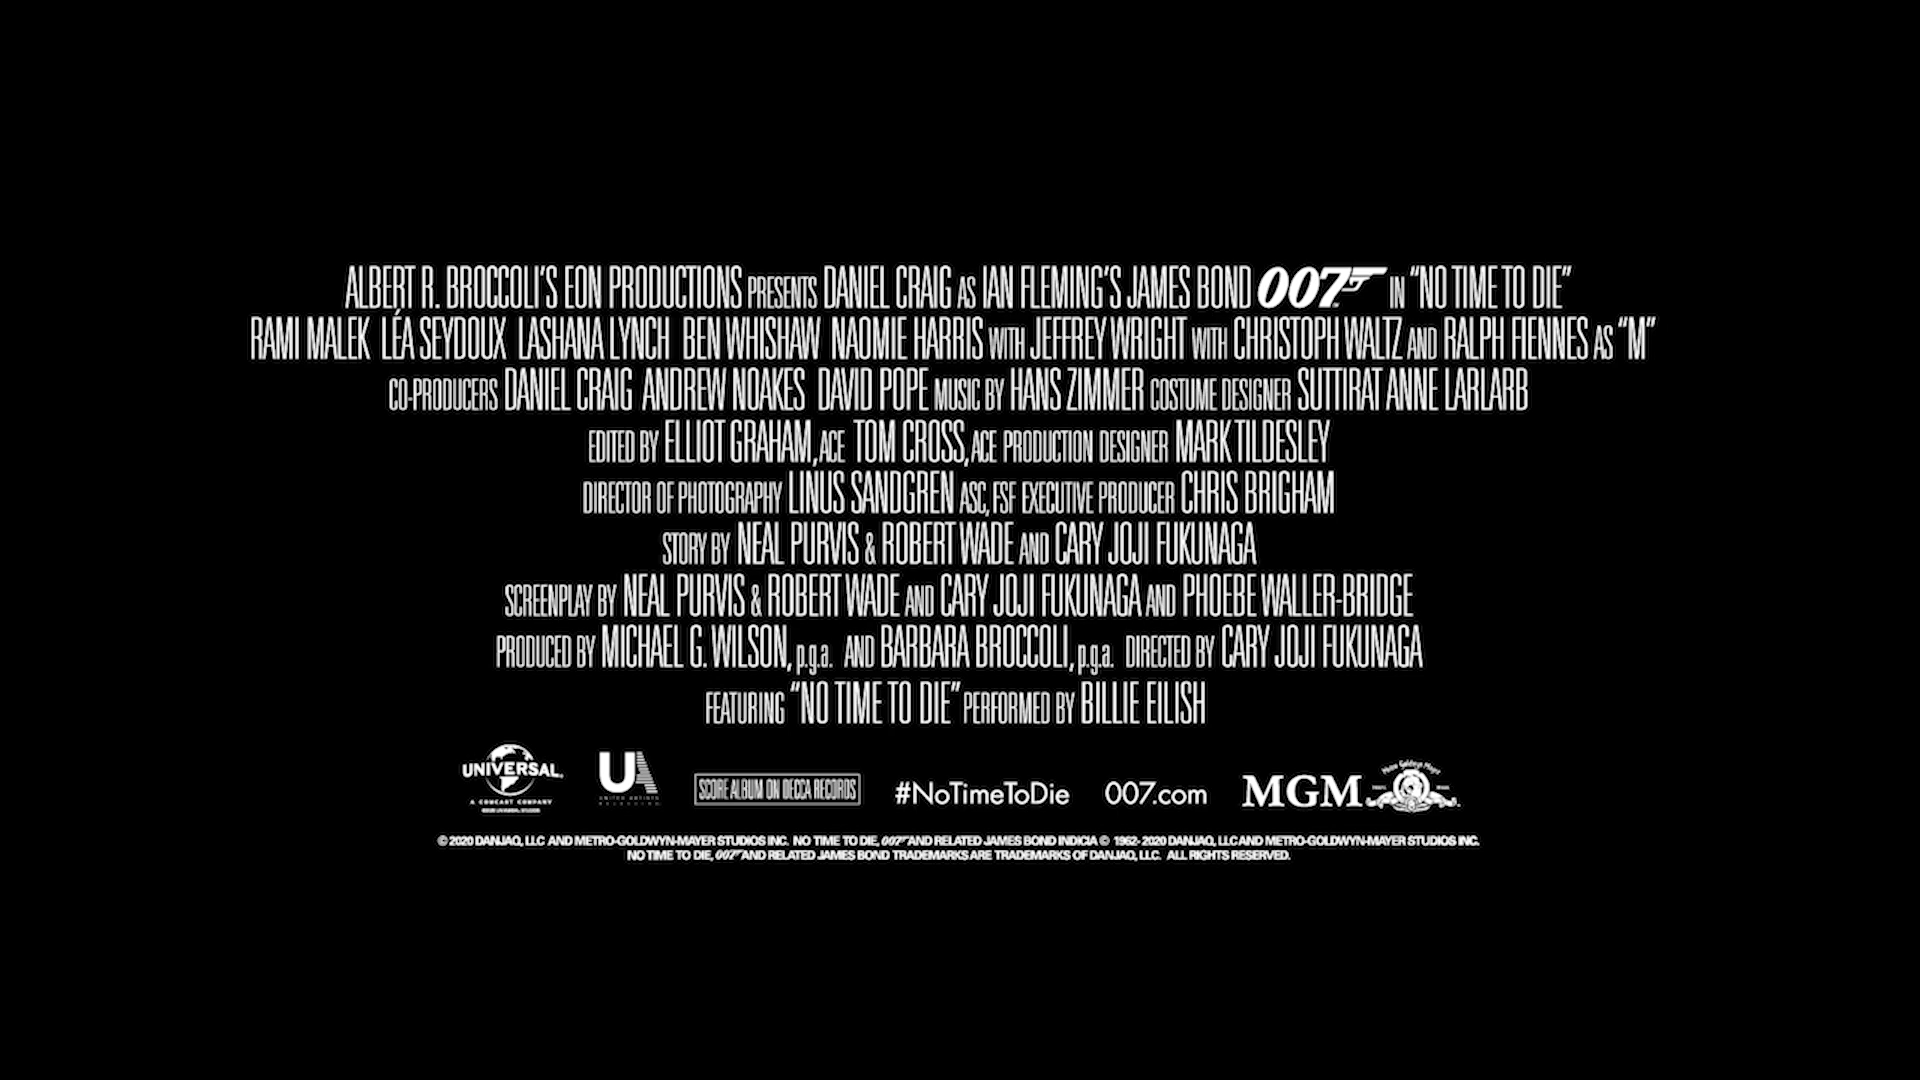 ALBERT R. BROCCOLI'S EON PRODUCTIONS PRESENTS DANIEL CRAIG AS IAN FLEMING'S JAMES BOND 007 IN "NO TIME TO DIE"
RAMI MALEK LÉA SEYDOUX LASHANA LYNCH BEN WHISHAW NAOMIE HARRIS WITH JEFFREY WRIGHT WITH CHRISTOPH WALTZ AND RALPH FIENNES AS "M"
CO-PRODUCERS DANIEL CRAIG ANDREW NOAKES DAVID POPE MUSIC BY HANS ZIMMER COSTUME DESIGNER SUTTIRAT ANNE LARLARB
EDITED BY ELLIOT GRAHAM, ACE TOM CROSS, ACE PRODUCTION DESIGNER MARK TILDESLEY
DIRECTOR OF PHOTOGRAPHY LINUS SANDGREN ASC, FSF EXECUTIVE PRODUCER CHRIS BRIGHAM
STORY BY NEAL PURVIS & ROBERT WADE AND CARY JOJI FUKUNAGA
SCREENPLAY BY NEAL PURVIS & ROBERT WADE AND CARY JOJI FUKUNAGA AND PHOEBE WALLER-BRIDGE
PRODUCED BY MICHAEL G. WILSON, p.g.a. AND BARBARA BROCCOLI, p.g.a. DIRECTED BY CARY JOJI FUKUNAGA
FEATURING "NO TIME TO DIE" PERFORMED BY BILLIE EILISH
UNIVERSAL
A COMCAST COMPANY
UA
UNITED ARTISTS
RELEASING
SCORE ALBUM ON DECCA RECORDS
#NoTimeToDie
007.com
MGM
© 2020 DANJAQ, LLC AND METRO-GOLDWYN-MAYER STUDIOS INC. NO TIME TO DIE, 007 AND RELATED JAMES BOND INDICIA © 1962-2020 DANJAQ, LLC AND METRO-GOLDWYN-MAYER STUDIOS INC.
NO TIME TO DIE, 007 AND RELATED JAMES BOND TRADEMARKS ARE TRADEMARKS OF DANJAQ, LLC. ALL RIGHTS RESERVED.